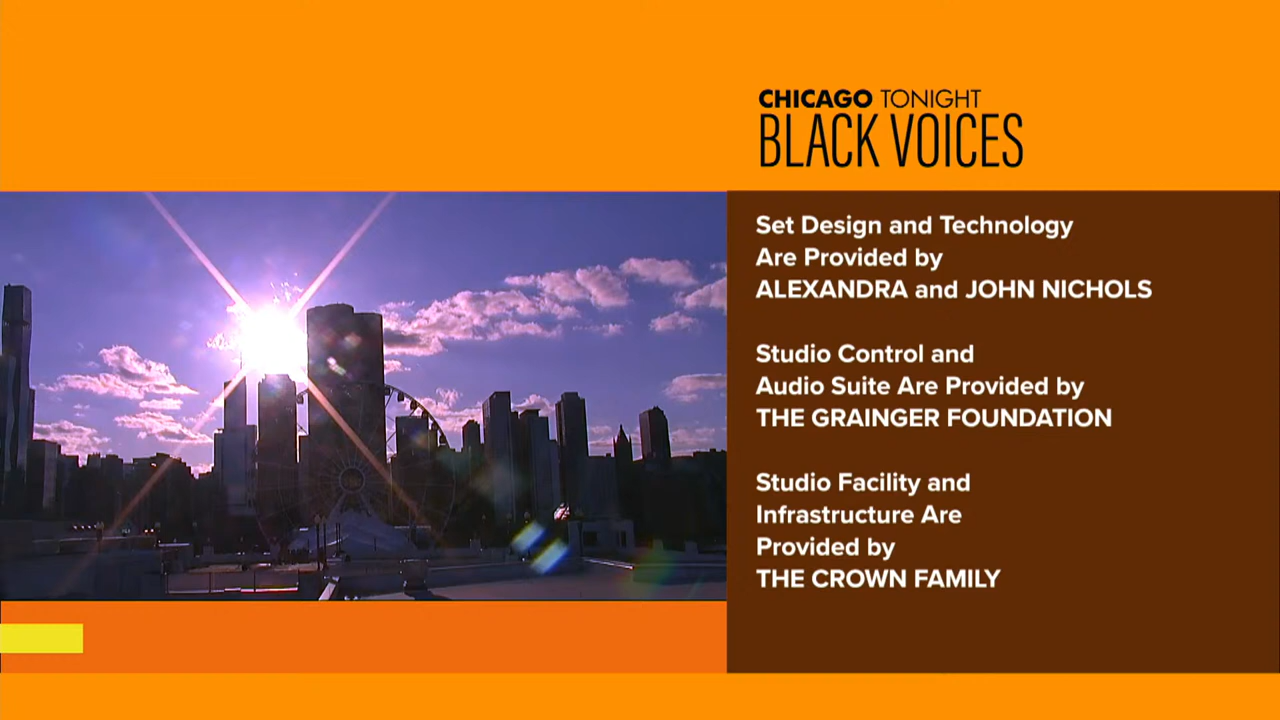 CHICAGO TONIGHT
BLACK VOICES
Set Design and Technology
Are Provided by
ALEXANDRA and JOHN NICHOLS
Studio Control and
Audio Suite Are Provided by
THE GRAINGER FOUNDATION
Studio Facility and
Infrastructure Are
Provided by
THE CROWN FAMILY